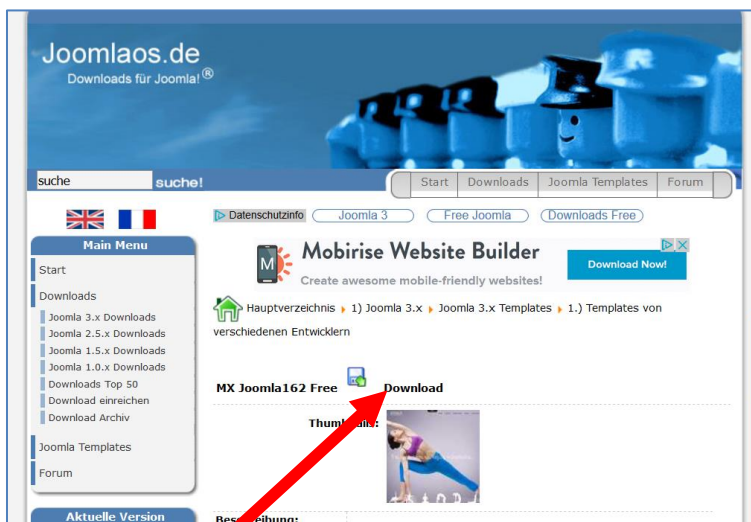 Joomlaos.de
Downloads für Joomla! ®
suche suche!
Start Downloads Joomla Templates Forum
Datenschutzinfo Joomla 3 Free Joomla Downloads Free
Main Menu
Start
Downloads
Joomla 3.x Downloads
Joomla 2.5.x Downloads
Joomla 1.5.x Downloads
Joomla 1.0.x Downloads
Downloads Top 50
Download einreichen
Download Archiv
Joomla Templates
Forum
Aktuelle Version
M
Mobirise Website Builder
Create awesome mobile-friendly websites!
Download Now!
Hauptverzeichnis 1) Joomla 3.x Joomla 3.x Templates 1.) Templates von
verschiedenen Entwicklern
MX Joomla162 Free Download